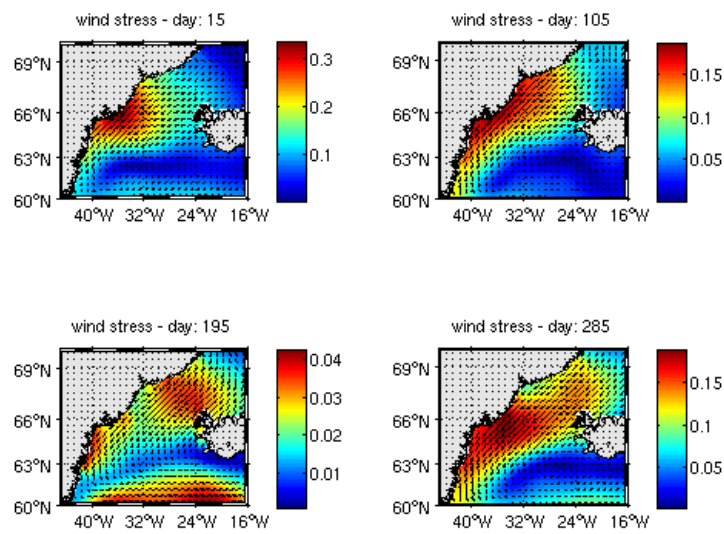 wind stress - day: 15
69°N
66°N
63°N
60°N
40°W 32°W 24°W 16°W
0.3
0.2
0.1
wind stress - day: 105
69°N
66°N
63°N
60°N
40°W 32°W 24°W 16°W
0.15
0.1
0.05
wind stress - day: 195
69°N
66°N
63°N
60°N
40°W 32°W 24°W 16°W
0.04
0.03
0.02
0.01
wind stress - day: 285
69°N
66°N
63°N
60°N
40°W 32°W 24°W 16°W
0.15
0.1
0.05